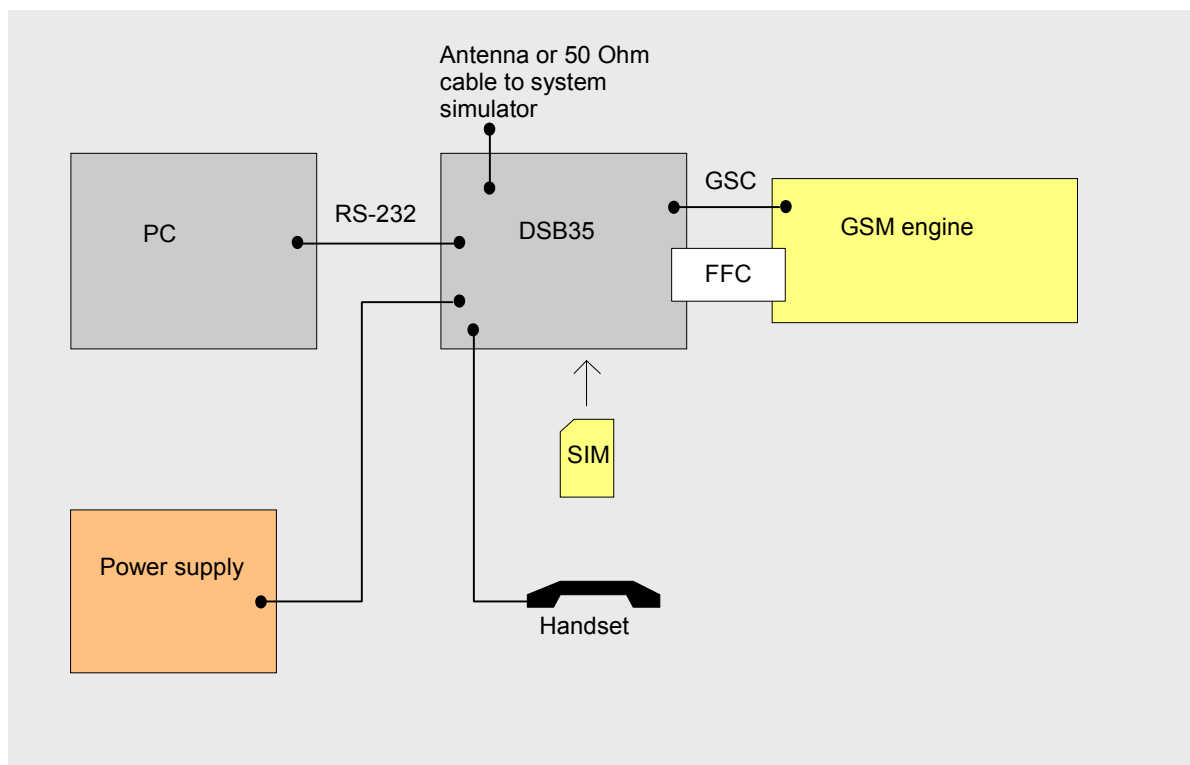 Antenna or 50 Ohm
cable to system
simulator
PC
RS-232
DSB35
GSC
GSM engine
FFC
SIM
Power supply
Handset